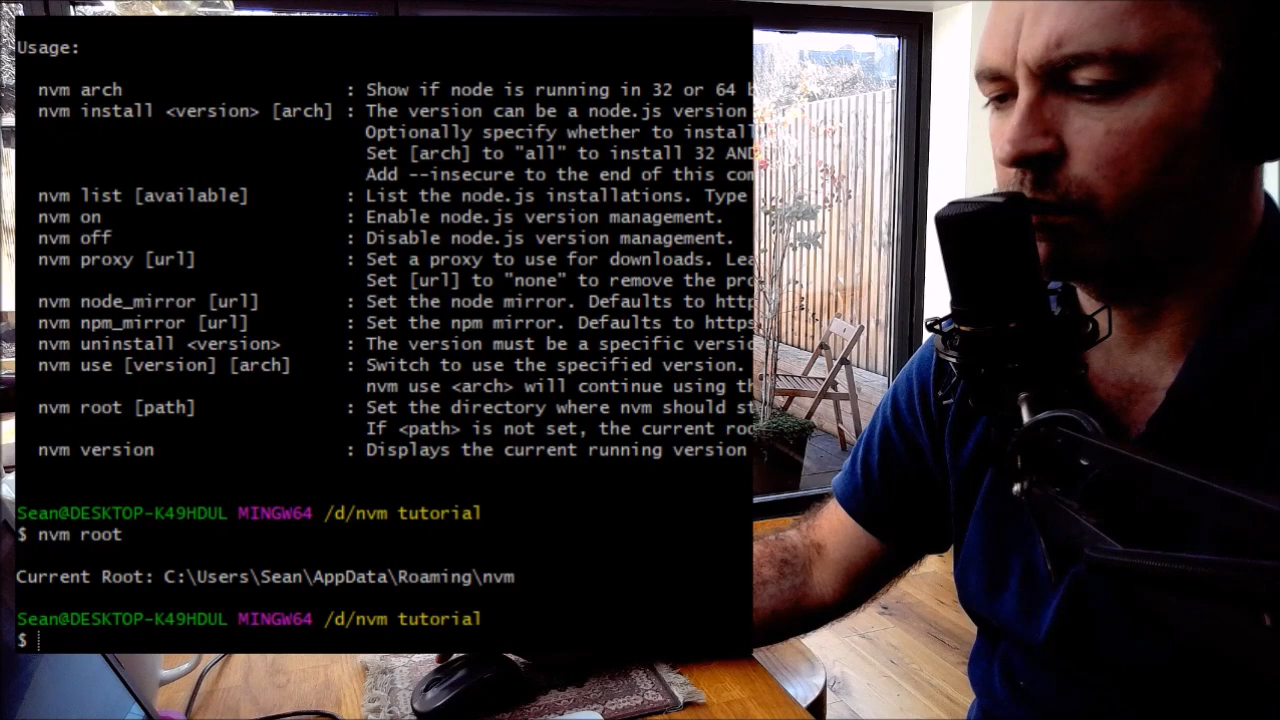 Usage:
nvm arch : Show if node is running in 32 or 64
nvm install <version> [arch] : The version can be a node.js version
Optionally specify whether to install
Set [arch] to "all" to install 32 AND
Add --insecure to the end of this
nvm list [available] : List the node.js installations. Type
nvm on : Enable node.js version management.
nvm off : Disable node.js version management.
nvm proxy [url] : Set a proxy to use for downloads.
Set [url] to "none" to remove the
nvm node_mirror [url] : Set the node mirror. Defaults to
nvm npm_mirror [url] : Set the npm mirror. Defaults to https
nvm uninstall <version> : The version must be a specific
nvm use [version] [arch] : Switch to use the specified version.
nvm use <arch> will continue using
nvm root [path] : Set the directory where nvm should
If <path> is not set, the current
nvm version : Displays the current running version
Sean@DESKTOP-K49HDUL MINGW64 /d/nvm tutorial
$ nvm root
Current Root: C:\Users\Sean\AppData\Roaming\nvm
Sean@DESKTOP-K49HDUL MINGW64 /d/nvm tutorial
$